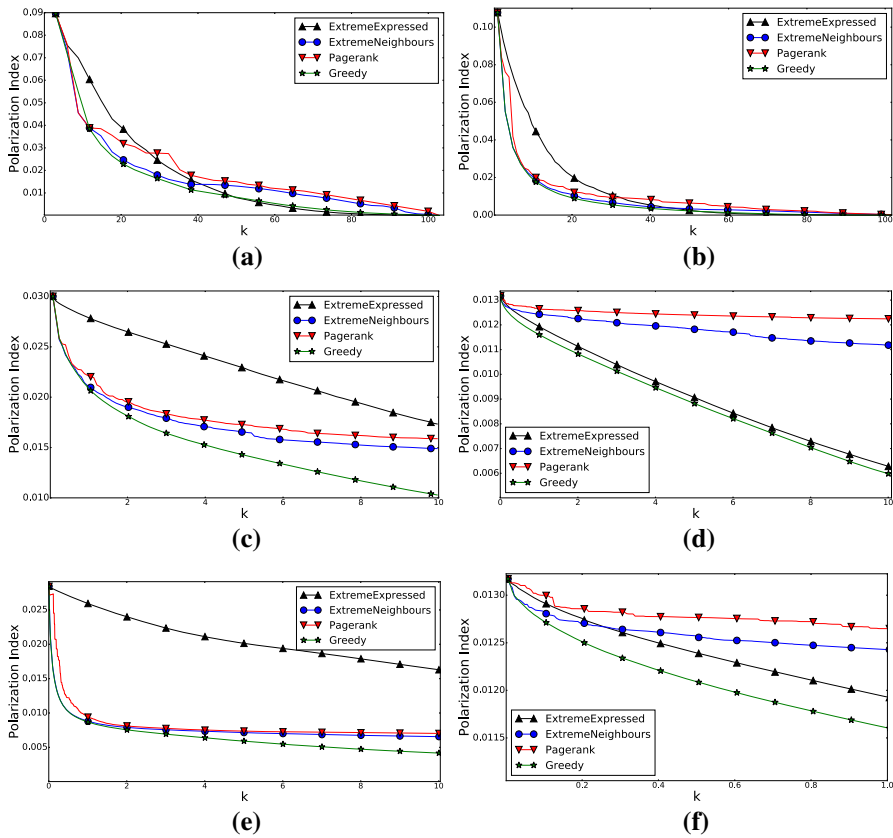 0.09
0.08
0.07
0.06
0.05
0.04
0.03
0.02
0.01
Polarization Index
0 20 40 60 80 100
k
ExtremeExpressed
ExtremeNeighbours
Pagerank
Greedy
(a)
0.10
0.08
0.06
0.04
0.02
0.00
Polarization Index
0 20 40 60 80 100
k
ExtremeExpressed
ExtremeNeighbours
Pagerank
Greedy
(b)
0.030
0.025
0.020
0.015
0.010
Polarization Index
2 4 6 8 10
k
ExtremeExpressed
ExtremeNeighbours
Pagerank
Greedy
(c)
0.013
0.012
0.011
0.010
0.009
0.008
0.007
0.006
Polarization Index
0 2 4 6 8 10
k
ExtremeExpressed
ExtremeNeighbours
Pagerank
Greedy
(d)
0.025
0.020
0.015
0.010
0.005
Polarization Index
0 2 4 6 8 10
k
ExtremeExpressed
ExtremeNeighbours
Pagerank
Greedy
(e)
0.0130
0.0125
0.0120
0.0115
Polarization Index
0.2 0.4 0.6 0.8 1.0
k
ExtremeExpressed
ExtremeNeighbours
Pagerank
Greedy
(f)